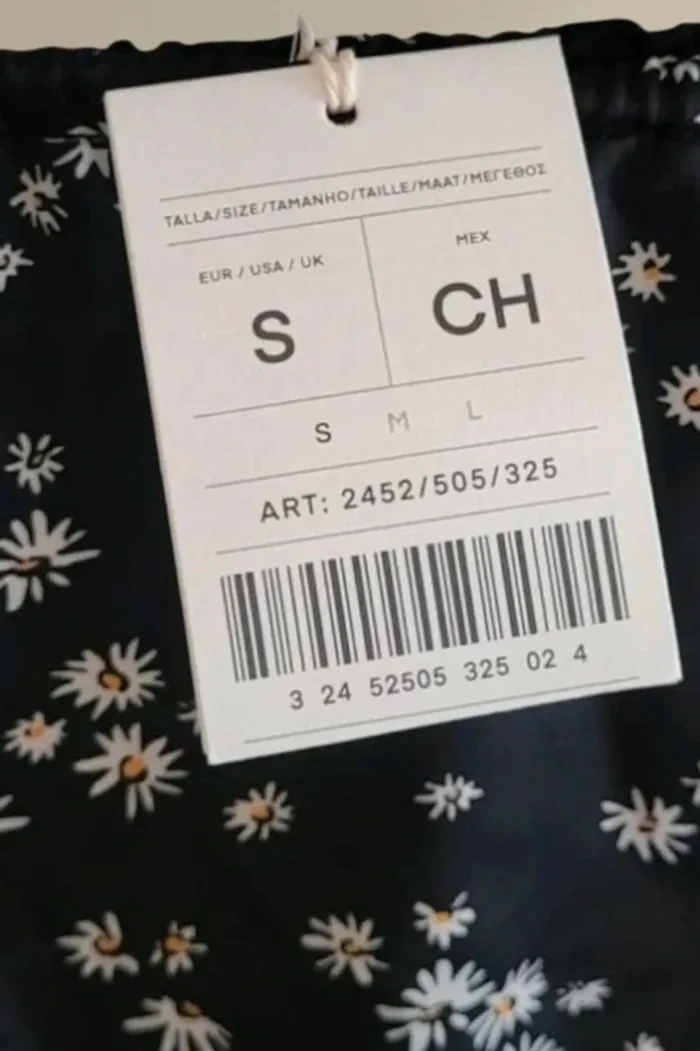 TALLA/SIZE/TAMANHO/TAILLE/MAAT/ΜΕΓΕΘΟΣ
EUR / USA / UK
MEX
S
CH
S M L
ART: 2452/505/325
3 24 52505 325 02 4